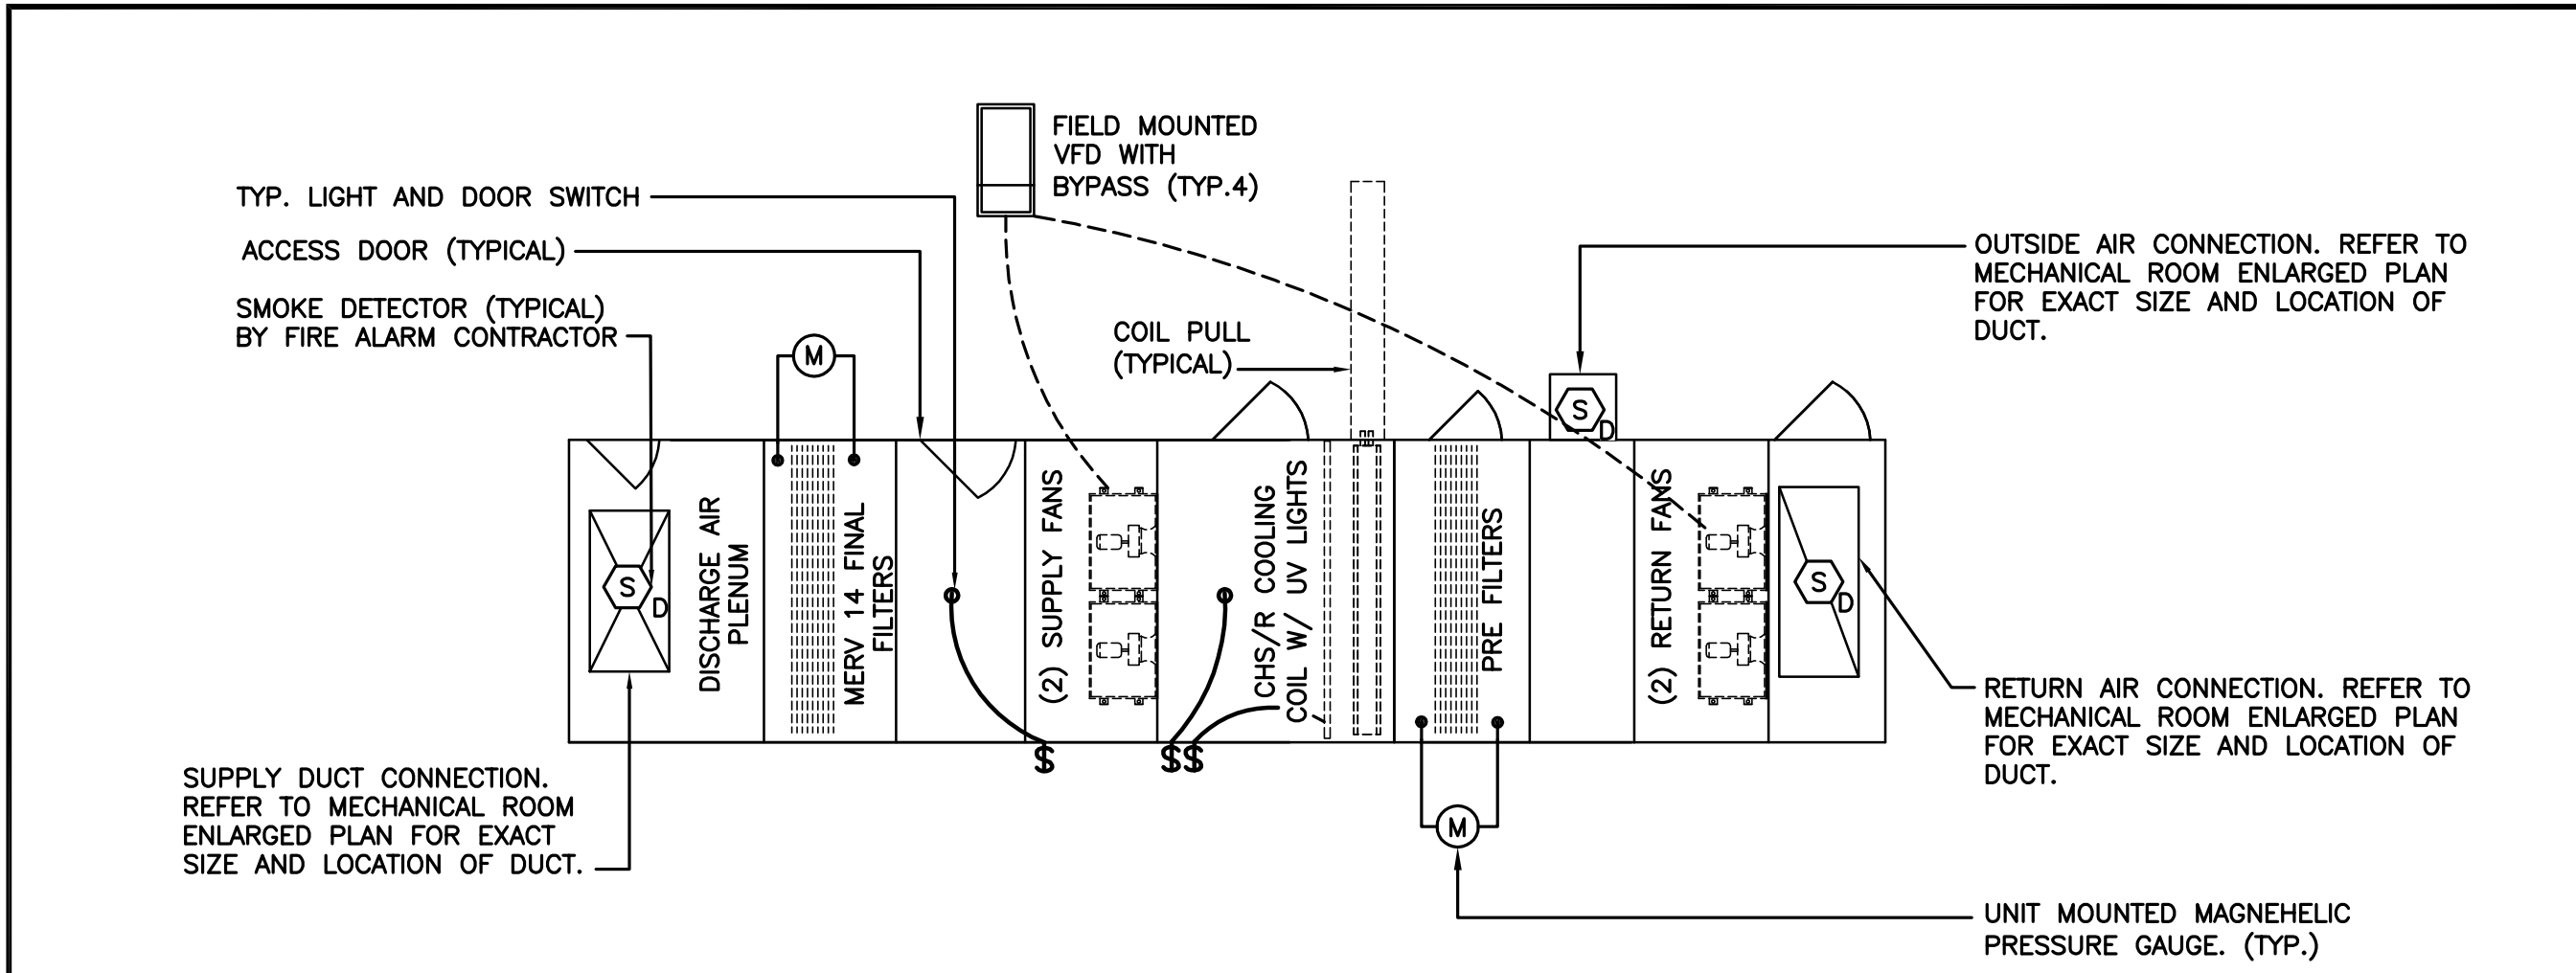 FIELD MOUNTED
VFD WITH
BYPASS (TYP.4)
TYP. LIGHT AND DOOR SWITCH
ACCESS DOOR (TYPICAL)
SMOKE DETECTOR (TYPICAL)
BY FIRE ALARM CONTRACTOR
M
COIL PULL
(TYPICAL)
OUTSIDE AIR CONNECTION. REFER TO
MECHANICAL ROOM ENLARGED PLAN
FOR EXACT SIZE AND LOCATION OF
DUCT.
S
D
S
D
DISCHARGE AIR
PLENUM
MERV 14 FINAL
FILTERS
(2) SUPPLY FANS
CHS/R COOLING
COIL W/ UV LIGHTS
PRE FILTERS
(2) RETURN FANS
S
D
$
$$
M
SUPPLY DUCT CONNECTION.
REFER TO MECHANICAL ROOM
ENLARGED PLAN FOR EXACT
SIZE AND LOCATION OF DUCT.
RETURN AIR CONNECTION. REFER TO
MECHANICAL ROOM ENLARGED PLAN
FOR EXACT SIZE AND LOCATION OF
DUCT.
UNIT MOUNTED MAGNEHELIC
PRESSURE GAUGE. (TYP.)